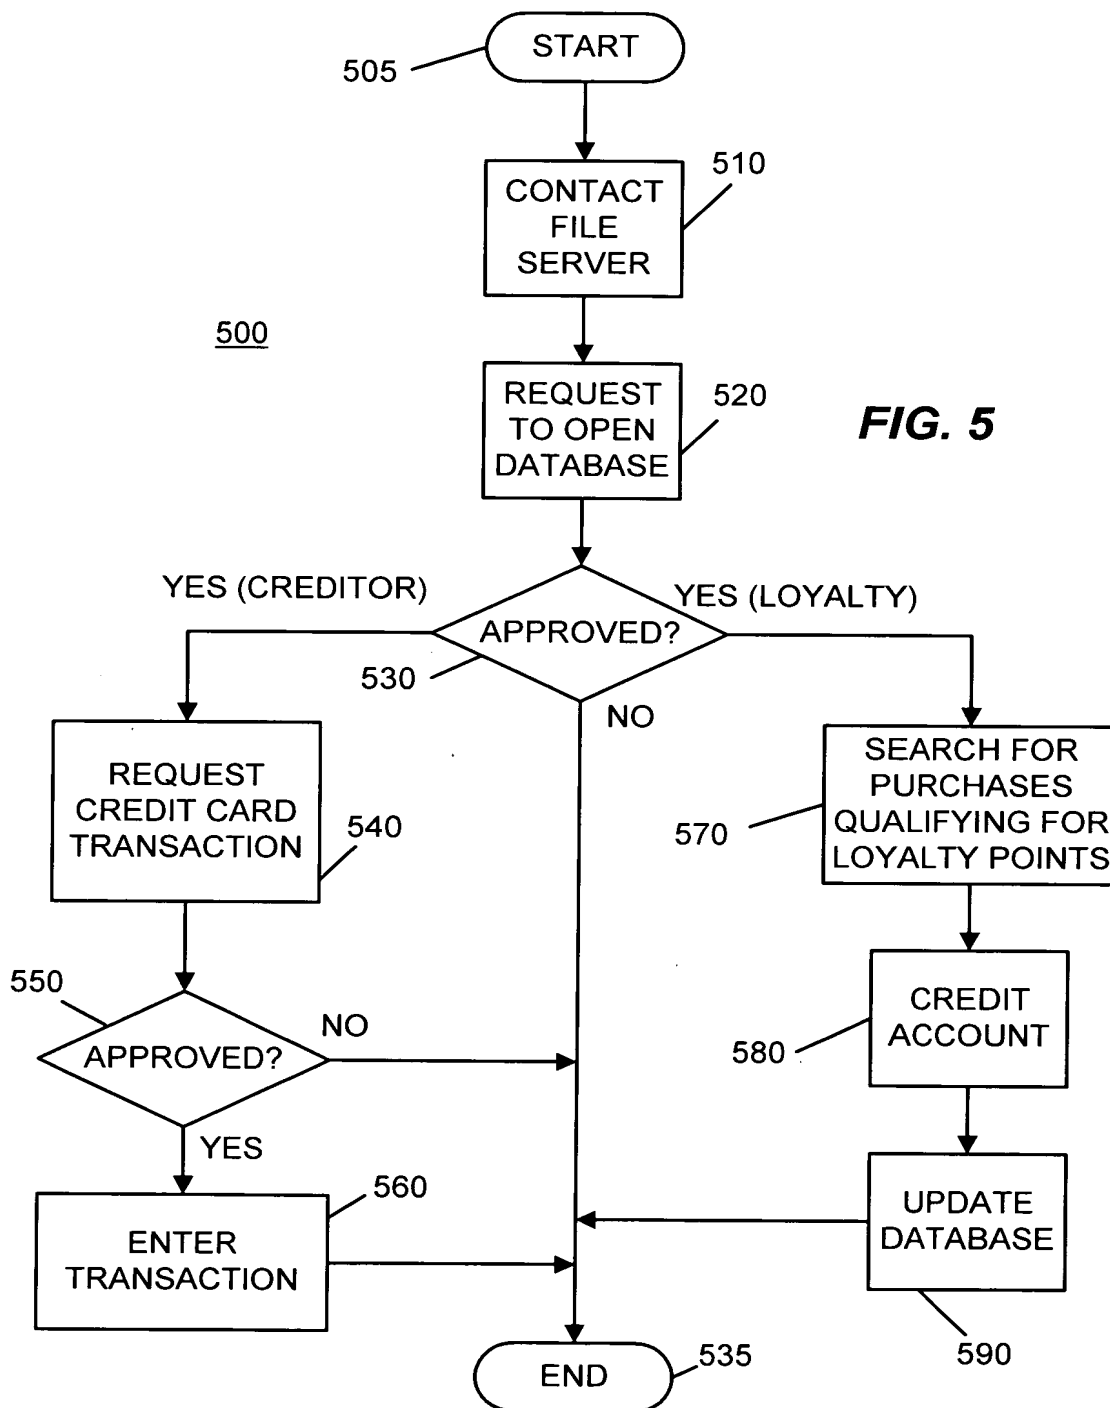 START
505
CONTACT
FILE
SERVER
510
500
REQUEST
TO OPEN
DATABASE
520
FIG. 5
YES (CREDITOR)
YES (LOYALTY)
APPROVED?
530
NO
REQUEST
CREDIT CARD
TRANSACTION
540
SEARCH FOR
PURCHASES
QUALIFYING FOR
LOYALTY POINTS
570
550
APPROVED?
NO
YES
CREDIT
ACCOUNT
580
560
ENTER
TRANSACTION
UPDATE
DATABASE
590
END
535